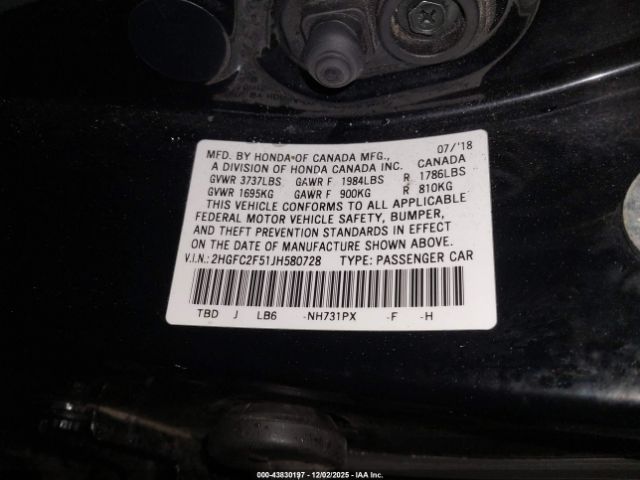 MFD. BY HONDA OF CANADA MFG., 07/'18
A DIVISION OF HONDA CANADA INC. CANADA
GVWR 3737LBS GAWR F 1984LBS R 1786LBS
GVWR 1695KG GAWR F 900KG R 810KG
THIS VEHICLE CONFORMS TO ALL APPLICABLE
FEDERAL MOTOR VEHICLE SAFETY, BUMPER,
AND THEFT PREVENTION STANDARDS IN EFFECT
ON THE DATE OF MANUFACTURE SHOWN ABOVE.
V.I.N.: 2HGFC2F51JH580728 TYPE: PASSENGER CAR
TBD J LB6 -NH731PX -F -H
000-43830197 - 12/02/2025 - IAA Inc.